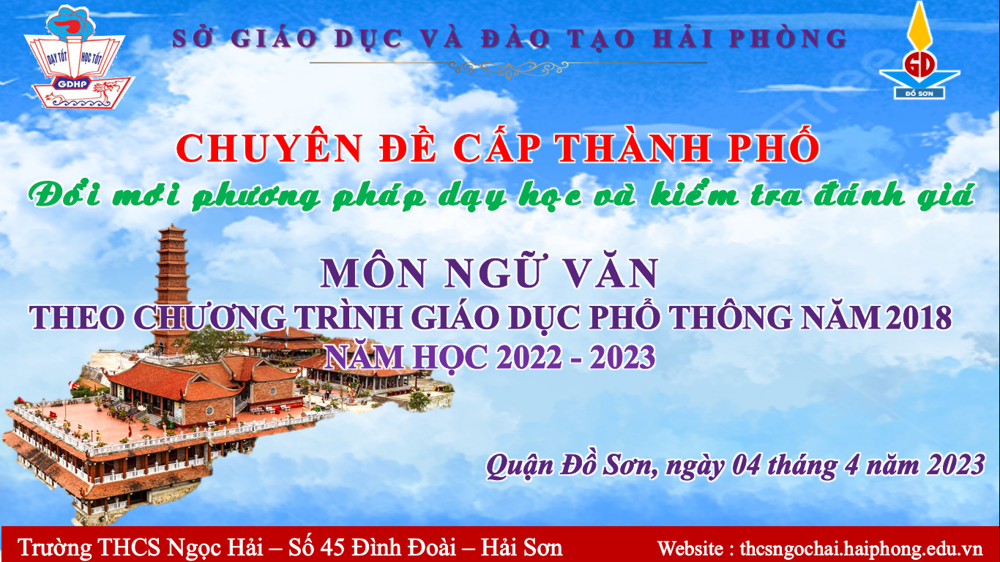 SỞ GIÁO DỤC VÀ ĐÀO TẠO HẢI PHÒNG
DẠY TỐT HỌC TỐT
GDHP
GD
ĐỒ SƠN
CHUYÊN ĐỀ CẤP THÀNH PHỐ
Đổi mới phương pháp dạy học và kiểm tra đánh giá
MÔN NGỮ VĂN
THEO CHƯƠNG TRÌNH GIÁO DỤC PHỔ THÔNG NĂM 2018
NĂM HỌC 2022 - 2023
Quận Đồ Sơn, ngày 04 tháng 4 năm 2023
Trường THCS Ngọc Hải – Số 45 Đình Đoài – Hải Sơn
Website : thcsngochai.haiphong.edu.vn